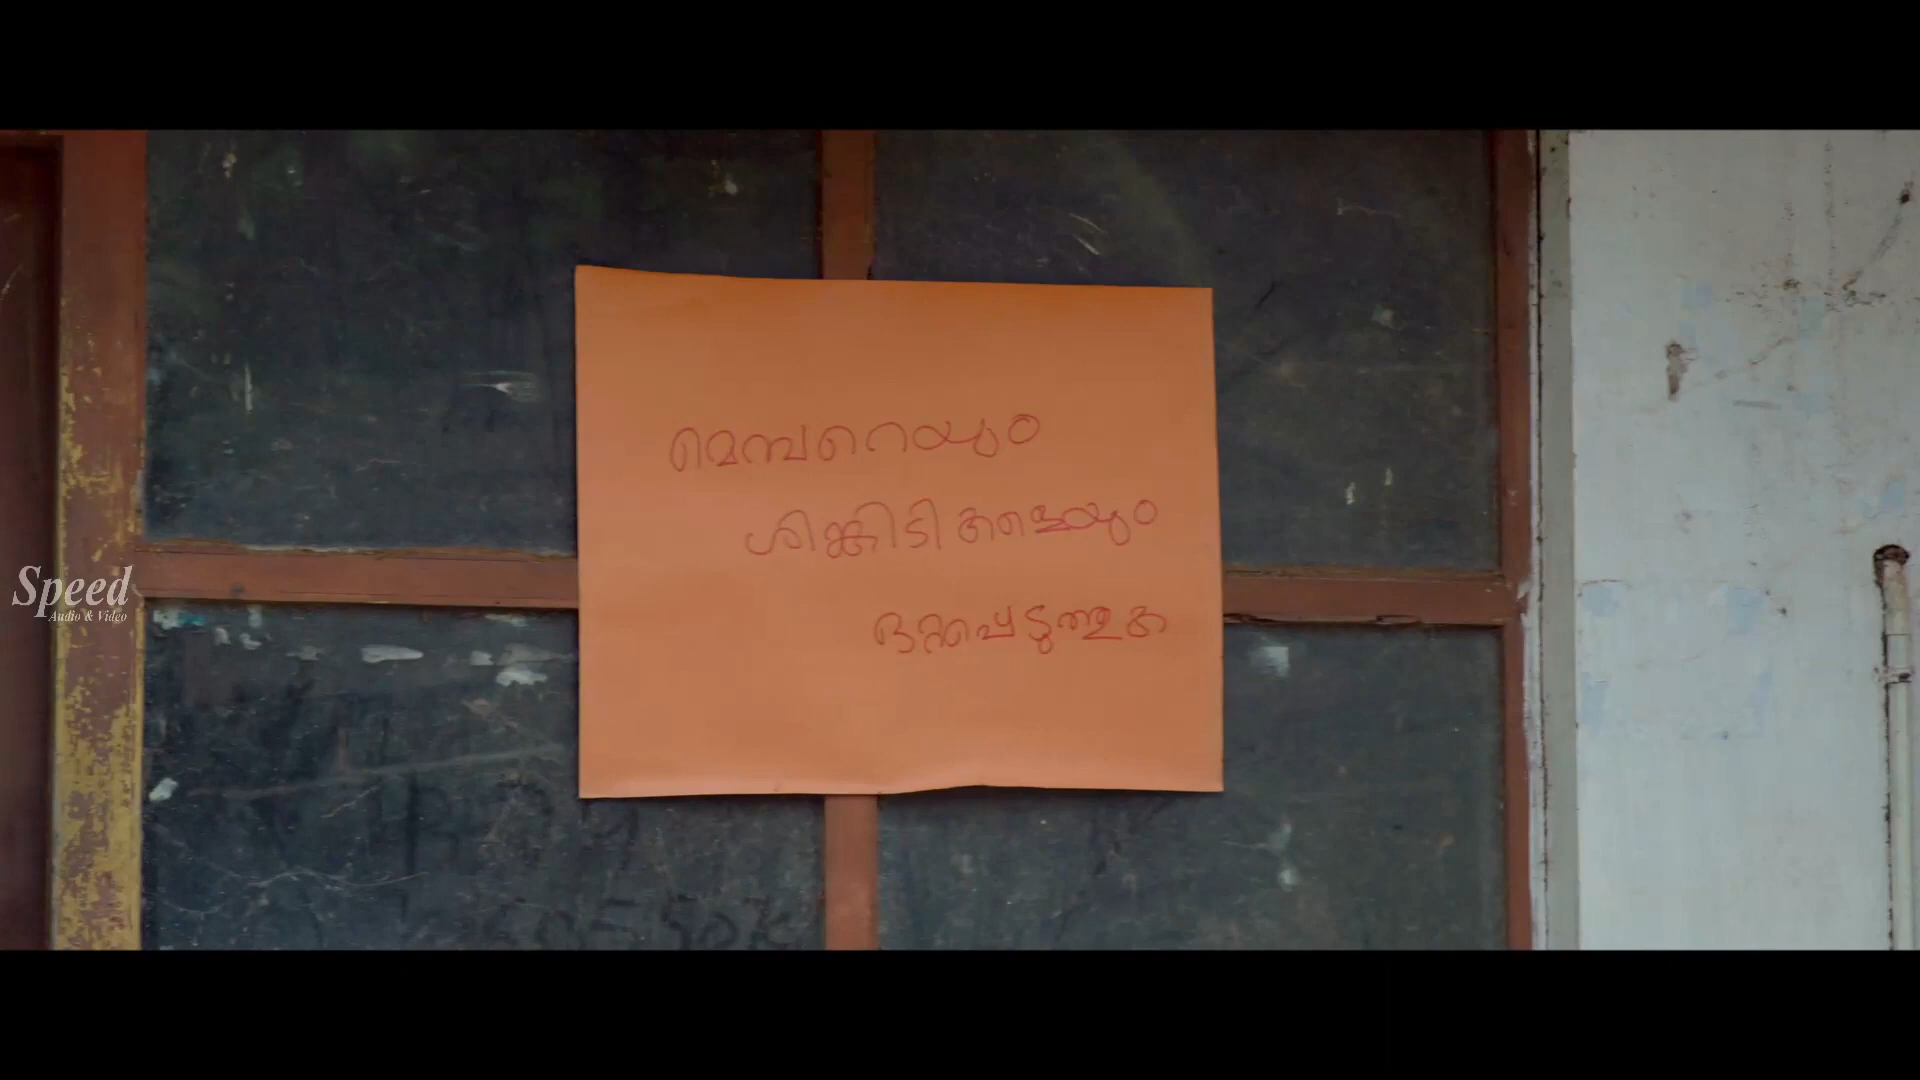 മെമ്പറെയും
ശിങ്കിടികളെയും
ഒറ്റപ്പെടുത്തുക
Speed
Audio & Video